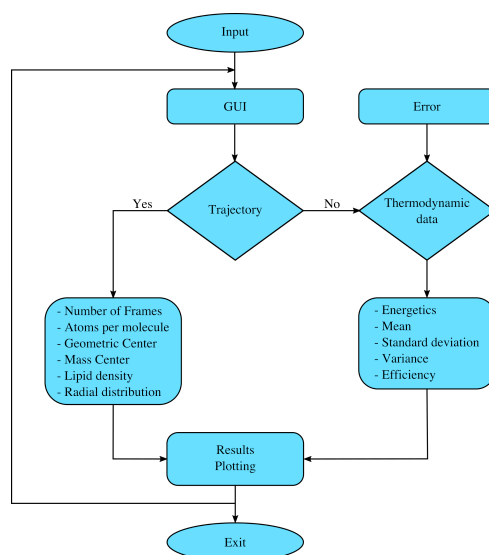 Input
GUI
Error
Yes
Trajectory
No
Thermodynamic
data
- Number of Frames
- Atoms per molecule
- Geometric Center
- Mass Center
- Lipid density
- Radial distribution
- Energetics
- Mean
- Standard deviation
- Variance
- Efficiency
Results
Plotting
Exit